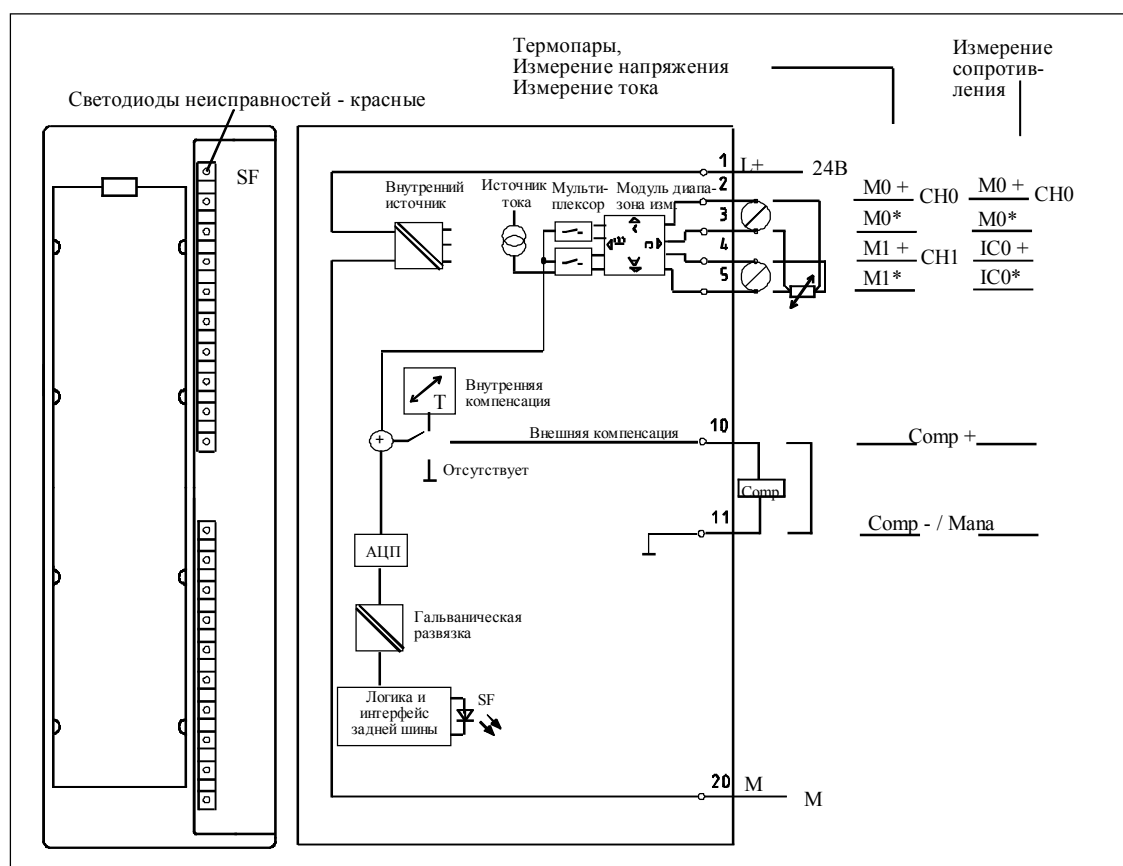 Термопары,
Измерение напряжения
Измерение тока
Измерение
сопротив-
ления
Светодиоды неисправностей - красные
SF
1 L+ 24В
2
3
4
5
Внутренний
источник
Источник
тока
Мульти-
плексор
Модуль диапа-
зона изм.
M0 + CH0 M0 + CH0
M0* M0*
M1 + CH1 IC0 +
M1* IC0*
T
Внутренняя
компенсация
+
Внешняя компенсация 10
Comp +
Отсутствует
Comp
11
Comp - / Mana
АЦП
Гальваническая
развязка
Логика и
интерфейс
задней шины
SF
20 M M